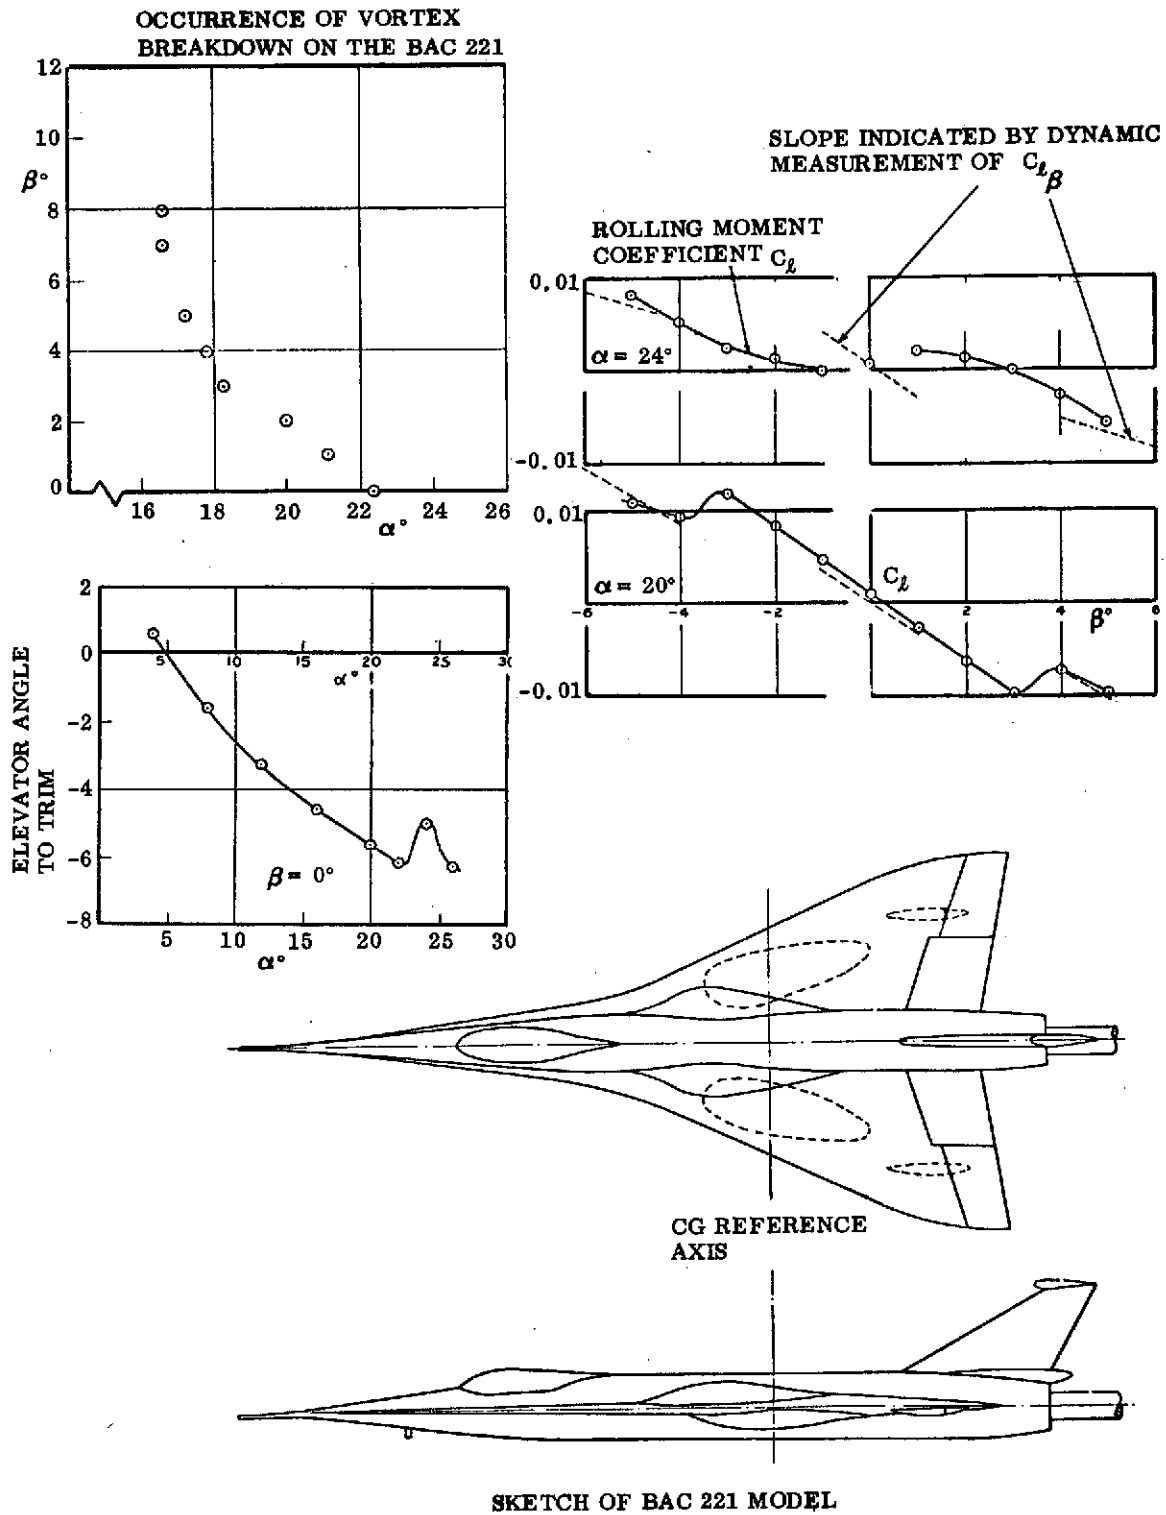 OCCURRENCE OF VORTEX
BREAKDOWN ON THE BAC 221
12
10
β°
8
6
4
2
0
16 18 20 22 24 26
α°
SLOPE INDICATED BY DYNAMIC
MEASUREMENT OF Cℓβ
ROLLING MOMENT
COEFFICIENT Cℓ
0.01
α = 24°
-0.01
0.01
α = 20°
Cℓ
-6 -4 -2 2 4 6
β°
-0.01
2
0
5 10 15 20 25 30
α°
-2
-4
-6
-8
ELEVATOR ANGLE
TO TRIM
β = 0°
5 10 15 20 25 30
α°
CG REFERENCE
AXIS
SKETCH OF BAC 221 MODEL